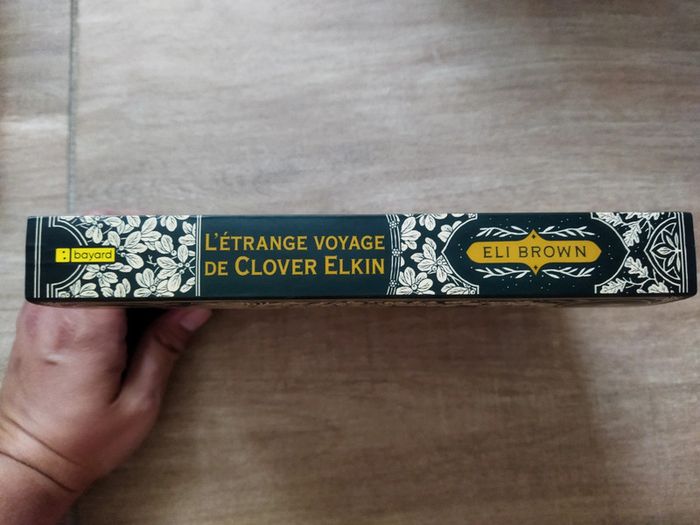 bayard
L'ÉTRANGE VOYAGE
DE CLOVER ELKIN
ELI BROWN